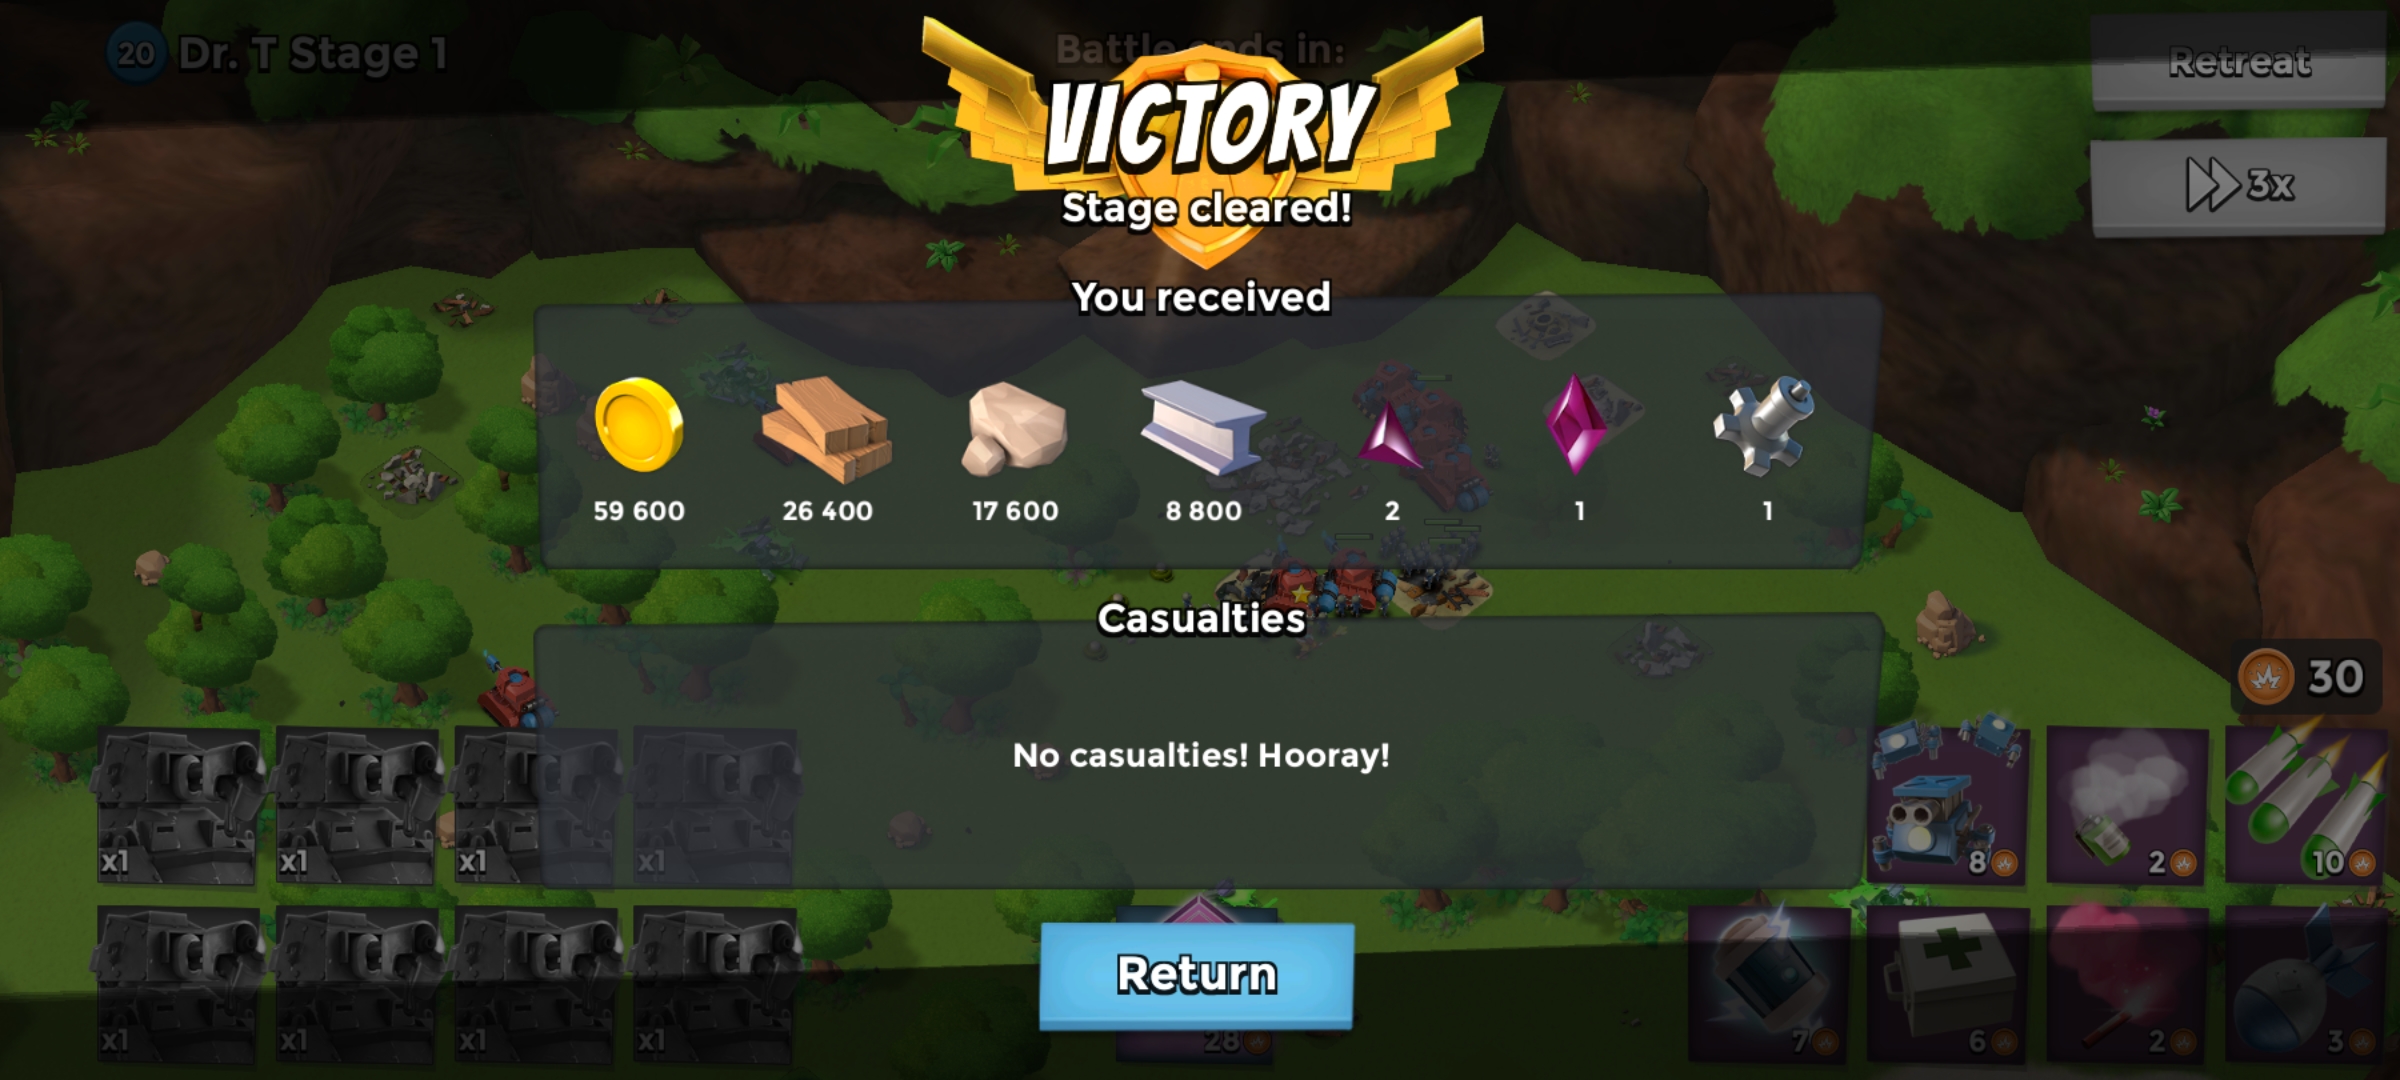 20 Dr. T Stage 1
Battle ends in:
Retreat
3x
VICTORY
Stage cleared!
You received
59 600
26 400
17 600
8 800
2
1
1
Casualties
No casualties! Hooray!
30
x1
x1
x1
x1
8
2
10
x1
x1
x1
x1
28
7
6
2
3
Return